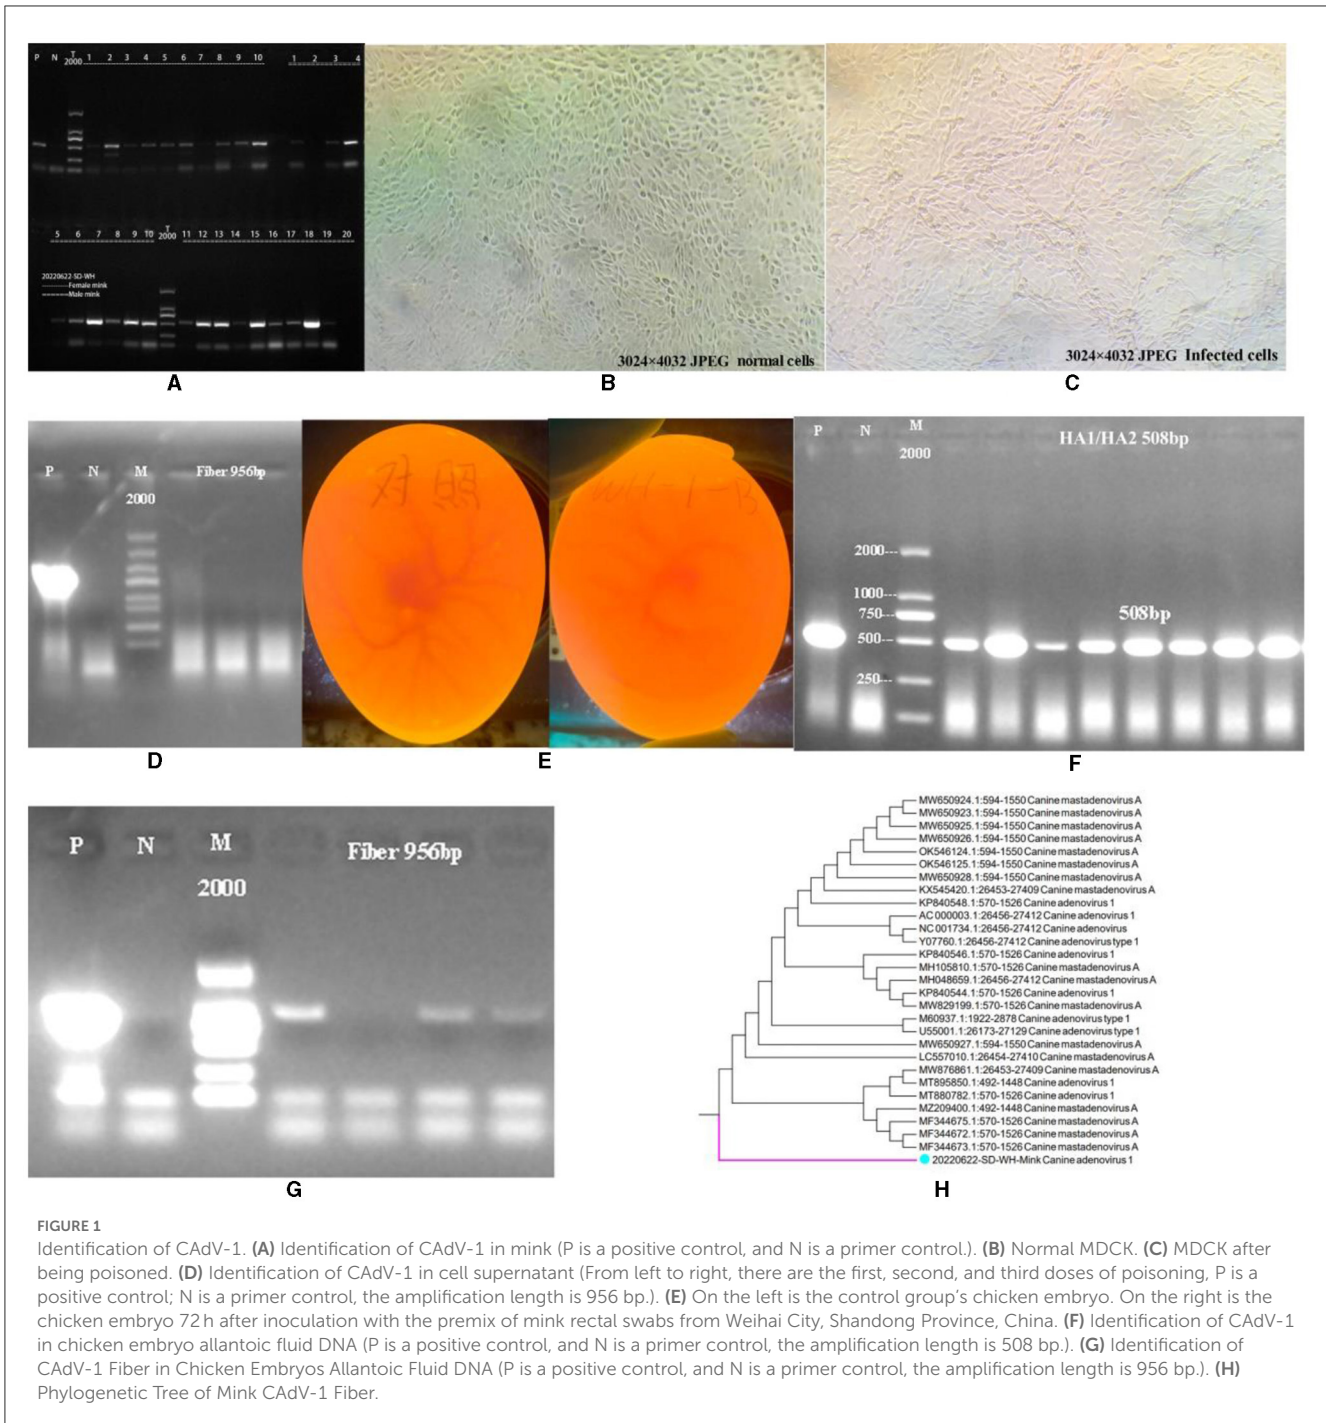 P N T 2000 1 2 3 4 5 6 7 8 9 10 1 2 3 4
5 6 7 8 9 10 T 2000 11 12 13 14 15 16 17 18 19 20
20220622-SD-WH
Female mink
Male mink
3024×4032 JPEG normal cells
3024×4032 JPEG Infected cells
A
B
C
P N M Fiber 956bp
2000
对照
WH-1-B
P N M HA1/HA2 508bp
2000
2000---
1000---
750---
508bp
500---
250---
D
E
F
P N M Fiber 956bp
2000
MW650924.1:594-1550 Canine mastadenovirus A
MW650923.1:594-1550 Canine mastadenovirus A
MW650925.1:594-1550 Canine mastadenovirus A
MW650926.1:594-1550 Canine mastadenovirus A
OK546124.1:594-1550 Canine mastadenovirus A
OK546125.1:594-1550 Canine mastadenovirus A
MW650928.1:594-1550 Canine mastadenovirus A
KX545420.1:26453-27409 Canine mastadenovirus A
KP840548.1:570-1526 Canine adenovirus 1
AC 000003.1:26456-27412 Canine adenovirus 1
NC 001734.1:26456-27412 Canine adenovirus
Y07760.1:26456-27412 Canine adenovirus type 1
KP840546.1:570-1526 Canine adenovirus 1
MH105810.1:570-1526 Canine mastadenovirus A
MH048659.1:26456-27412 Canine mastadenovirus A
KP840544.1:570-1526 Canine adenovirus 1
MW829199.1:570-1526 Canine mastadenovirus A
M60937.1:1922-2878 Canine adenovirus type 1
U55001.1:26173-27129 Canine adenovirus type 1
MW650927.1:594-1550 Canine mastadenovirus A
LC557010.1:26454-27410 Canine mastadenovirus A
MW876861.1:26453-27409 Canine mastadenovirus A
MT895850.1:492-1448 Canine adenovirus 1
MT880782.1:570-1526 Canine adenovirus 1
MZ209400.1:492-1448 Canine mastadenovirus A
MF344675.1:570-1526 Canine mastadenovirus A
MF344672.1:570-1526 Canine mastadenovirus A
MF344673.1:570-1526 Canine mastadenovirus A
20220622-SD-WH-Mink Canine adenovirus 1
G
H
FIGURE 1
Identification of CAdV-1. (A) Identification of CAdV-1 in mink (P is a positive control, and N is a primer control.). (B) Normal MDCK. (C) MDCK after
being poisoned. (D) Identification of CAdV-1 in cell supernatant (From left to right, there are the first, second, and third doses of poisoning, P is a
positive control; N is a primer control, the amplification length is 956 bp.). (E) On the left is the control group's chicken embryo. On the right is the
chicken embryo 72 h after inoculation with the premix of mink rectal swabs from Weihai City, Shandong Province, China. (F) Identification of CAdV-1
in chicken embryo allantoic fluid DNA (P is a positive control, and N is a primer control, the amplification length is 508 bp.). (G) Identification of
CAdV-1 Fiber in Chicken Embryos Allantoic Fluid DNA (P is a positive control, and N is a primer control, the amplification length is 956 bp.). (H)
Phylogenetic Tree of Mink CAdV-1 Fiber.